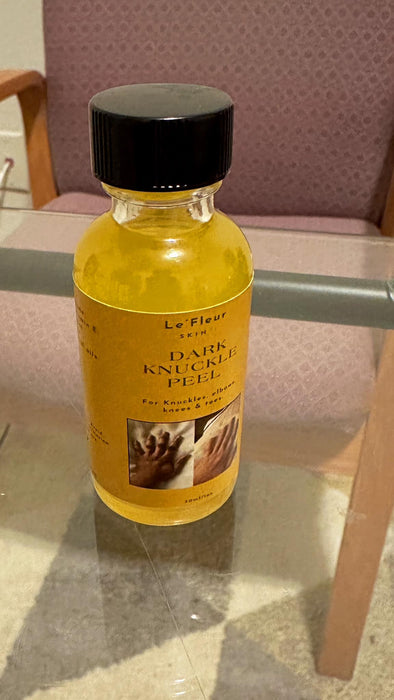 Le'Fleur
SKIN
DARK
KNUCKLE
PEEL
For Knuckles, elbows,
knees & toes